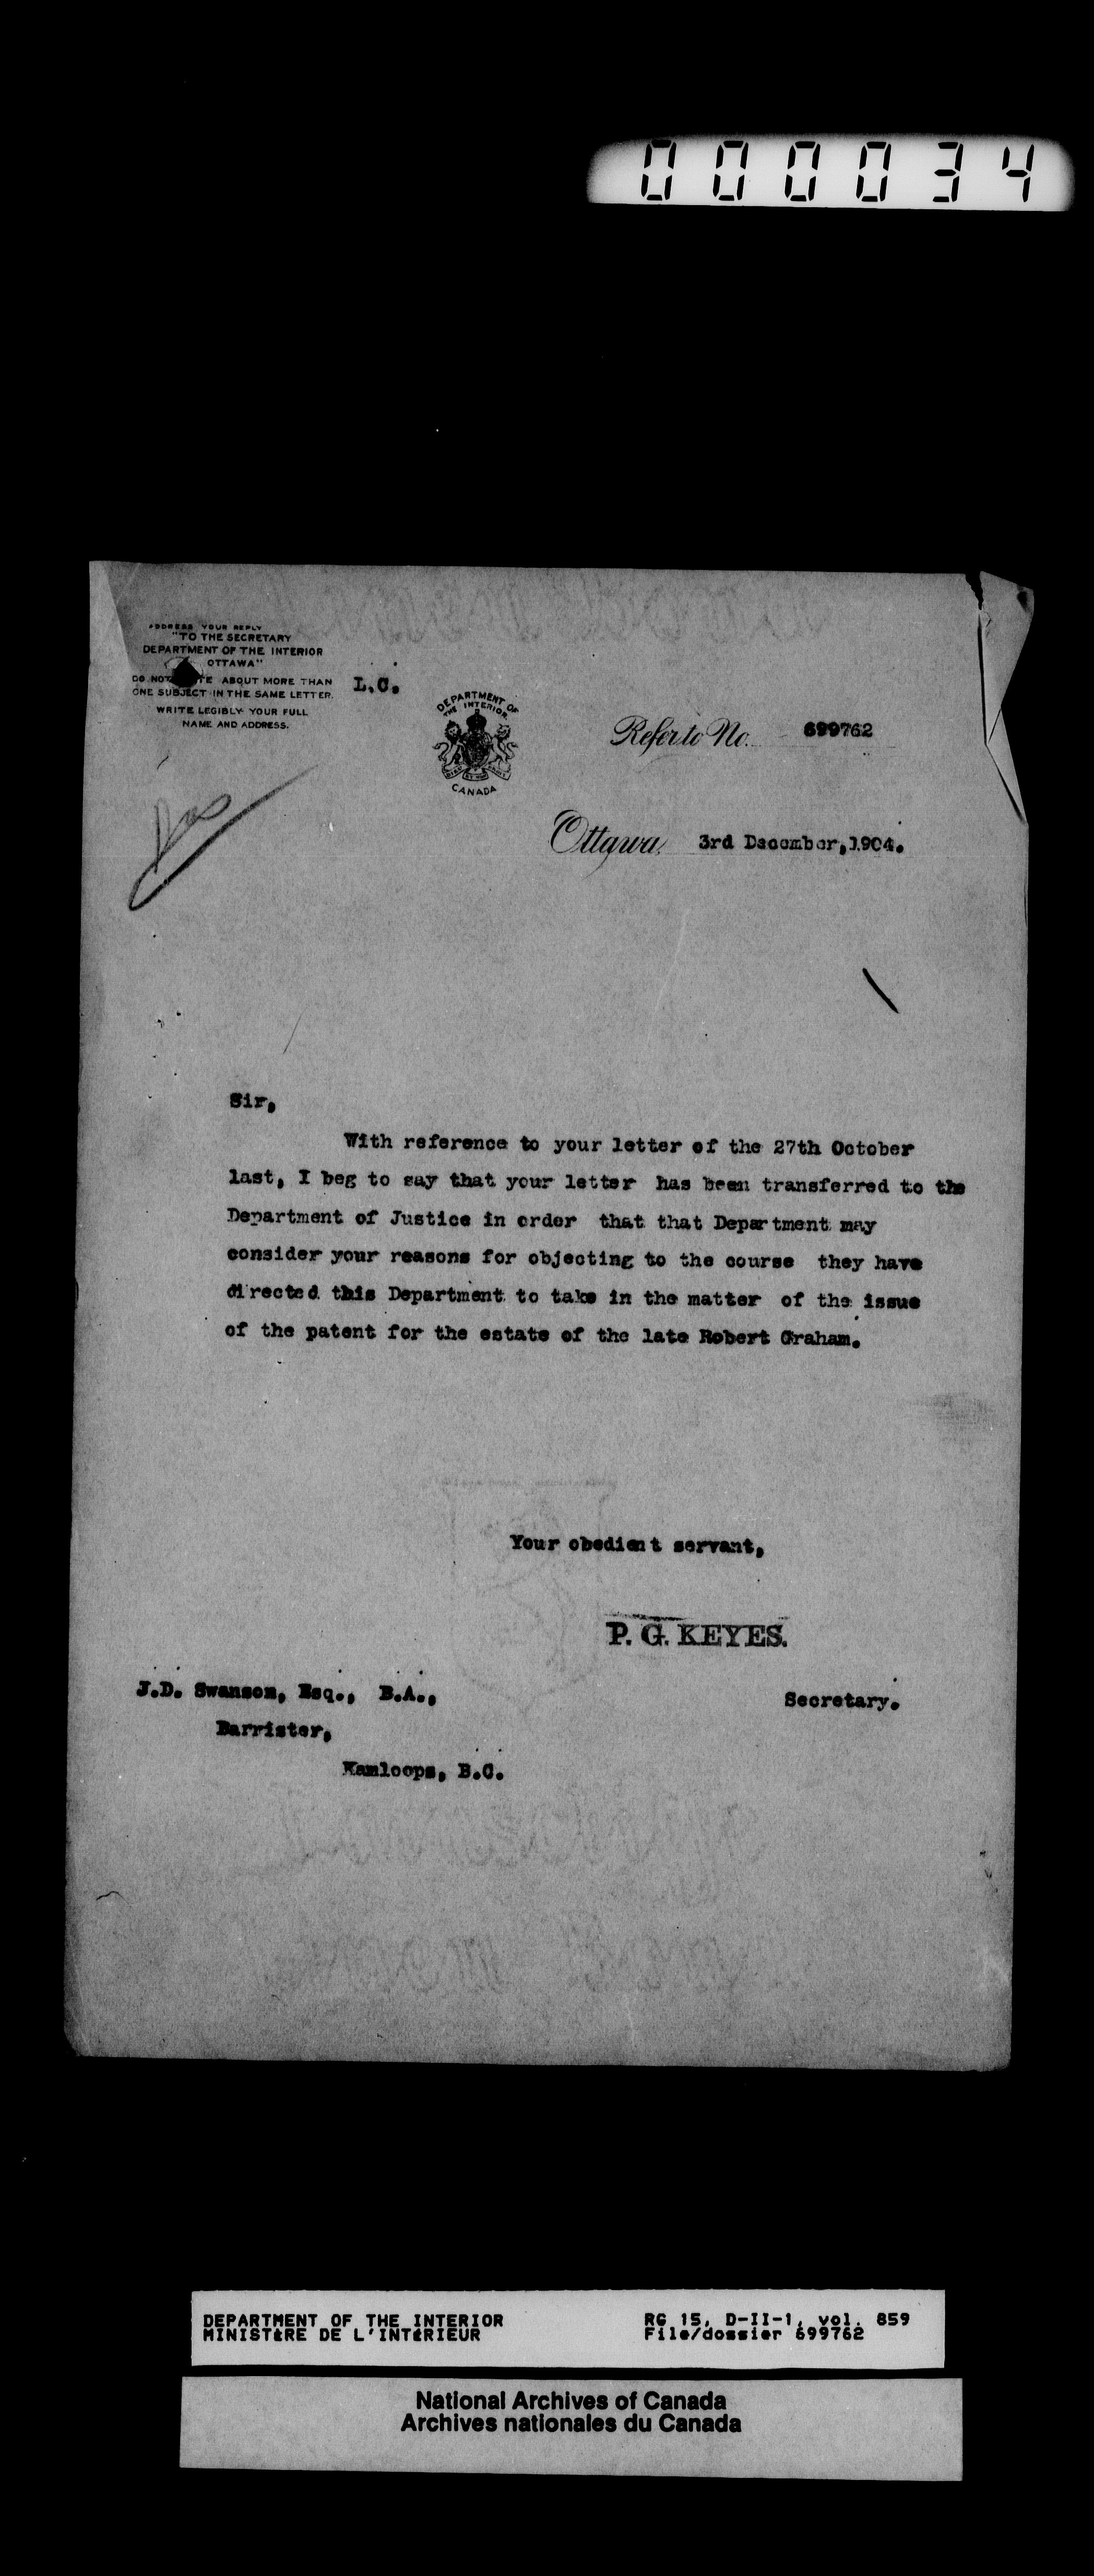 000034
ADDRESS YOUR REPLY
"TO THE SECRETARY
DEPARTMENT OF THE INTERIOR
OTTAWA"
DO NOT TE ABOUT MORE THAN
ONE SUBJECT IN THE SAME LETTER.
WRITE LEGIBLY YOUR FULL
NAME AND ADDRESS.
L.C.
DEPARTMENT OF
THE INTERIOR
CANADA
Refer to No. 699762
Ottawa, 3rd December, 1904.
Sir,
With reference to your letter of the 27th October
last, I beg to say that your letter has been transferred to the
Department of Justice in order that that Department may
consider your reasons for objecting to the course they have
directed this Department to take in the matter of the issue
of the patent for the estate of the late Robert Graham.
Your obedient servant,
P. G. KEYES.
Secretary.
J.D. Swanson, Esq., B.A.,
Barrister,
Kamloops, B.C.
DEPARTMENT OF THE INTERIOR
MINISTÈRE DE L'INTÉRIEUR
RG 15, D-II-1, vol. 859
File/dossier 699762
National Archives of Canada
Archives nationales du Canada